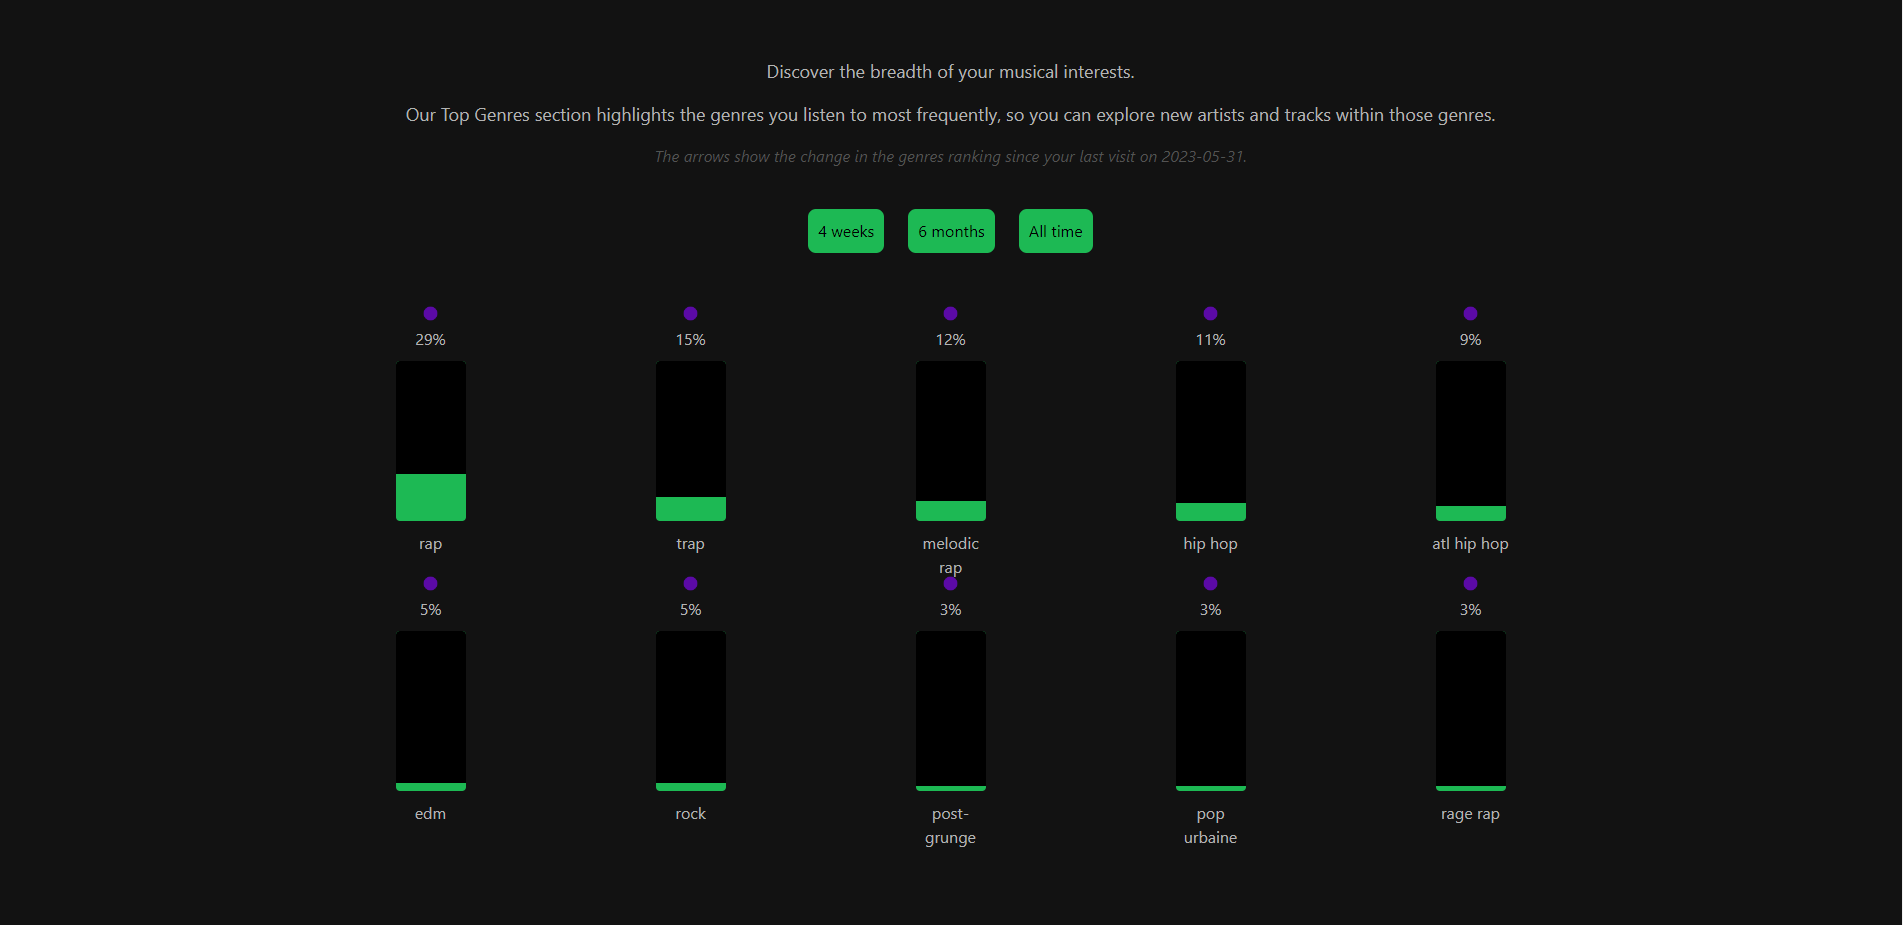 Discover the breadth of your musical interests.
Our Top Genres section highlights the genres you listen to most frequently, so you can explore new artists and tracks within those genres.
The arrows show the change in the genres ranking since your last visit on 2023-05-31.
4 weeks 6 months All time
29% 15% 12% 11% 9%
rap trap melodic hip hop atl hip hop
rap
5% 5% 3% 3% 3%
edm rock post- pop rage rap
grunge urbaine